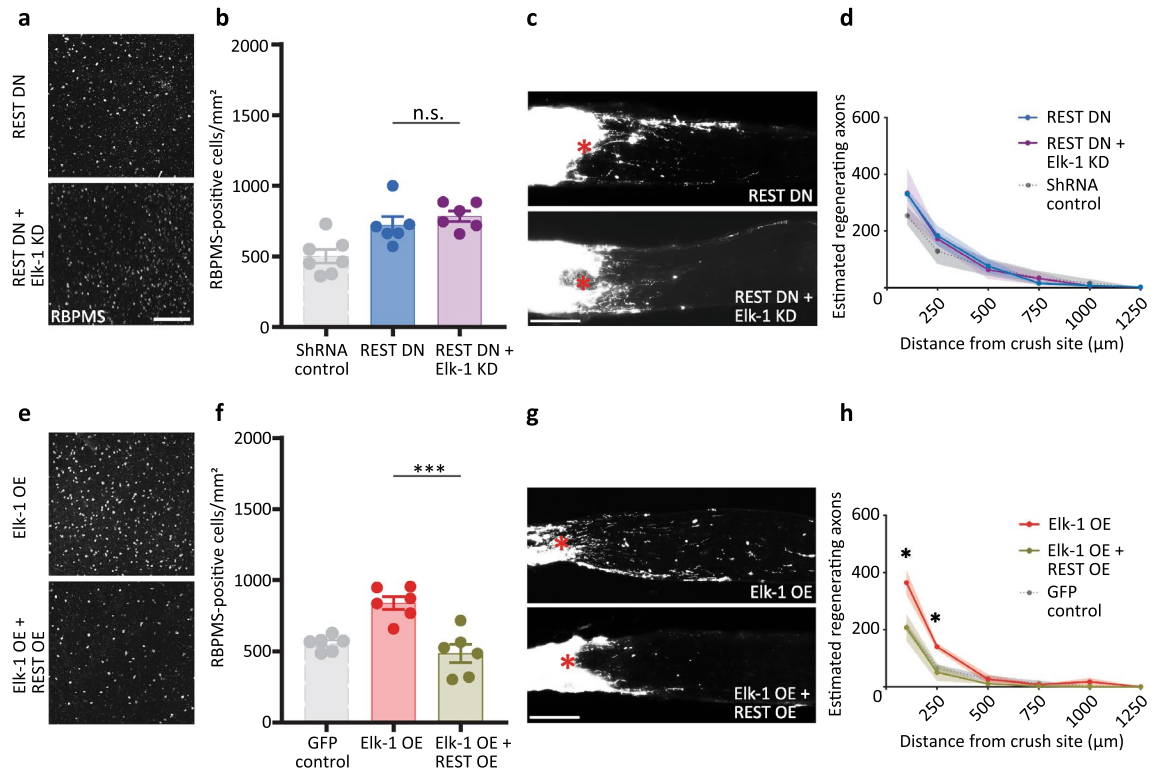 a
REST DN
REST DN +
Elk-1 KD
RBPMS
b
RBPMS-positive cells/mm²
2000
1500
1000
500
0
n.s.
ShRNA
control
REST DN
REST DN +
Elk-1 KD
c
*
REST DN
*
REST DN +
Elk-1 KD
d
Estimated regenerating axons
600
400
200
0
250
500
750
1000
1250
Distance from crush site (μm)
REST DN
REST DN +
Elk-1 KD
ShRNA
control
e
Elk-1 OE
Elk-1 OE +
REST OE
f
RBPMS-positive cells/mm²
2000
1500
1000
500
0
***
GFP
control
Elk-1 OE
Elk-1 OE +
REST OE
g
*
Elk-1 OE
*
Elk-1 OE +
REST OE
h
Estimated regenerating axons
600
400
200
0
*
*
250
500
750
1000
1250
Distance from crush site (μm)
Elk-1 OE
Elk-1 OE +
REST OE
GFP
control